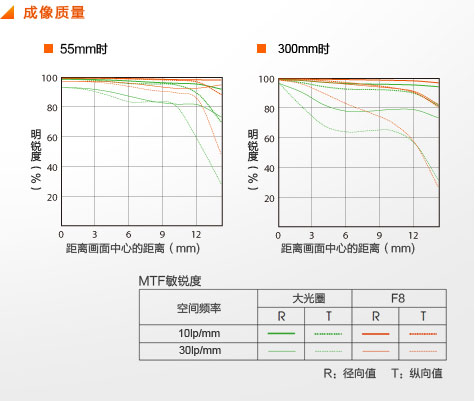 成像质量
55mm时 300mm时
100 100
80 80
60 60
40 40
20 20
明锐度（%） 明锐度（%）
0 3 6 9 12 0 3 6 9 12
距离画面中心的距离（mm） 距离画面中心的距离（mm）
MTF敏锐度
空间频率 大光圈 F8
R T R T
10lp/mm
30lp/mm
R：径向值 T：纵向值